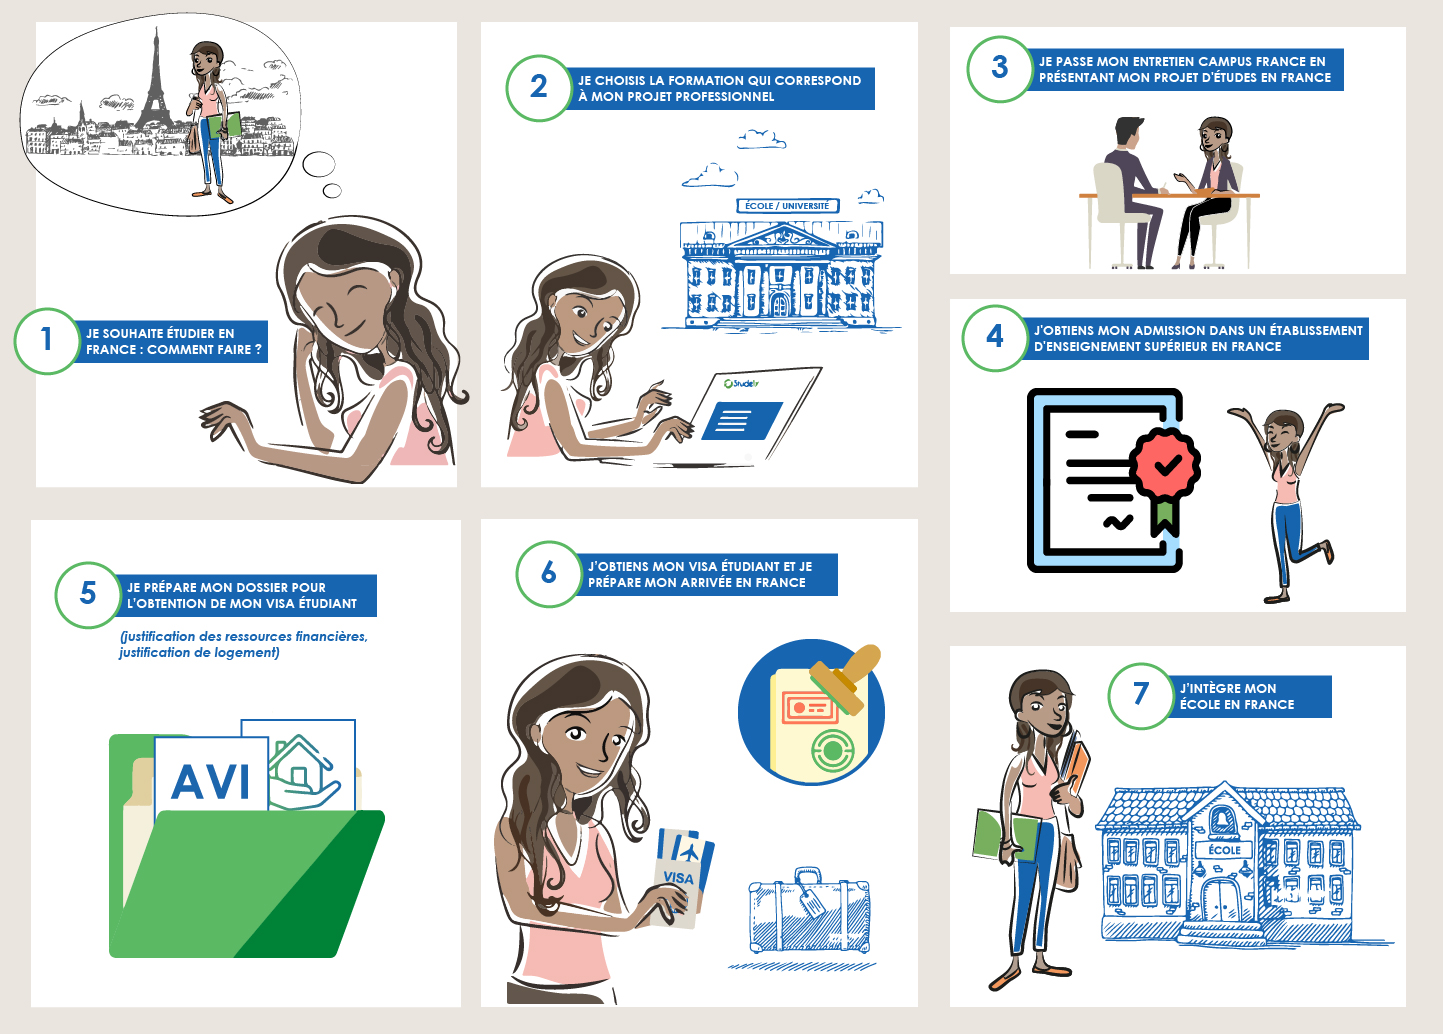 1
JE SOUHAITE ÉTUDIER EN
FRANCE : COMMENT FAIRE ?
2
JE CHOISIS LA FORMATION QUI CORRESPOND
À MON PROJET PROFESSIONNEL
ÉCOLE / UNIVERSITÉ
Studely
3
JE PASSE MON ENTRETIEN CAMPUS FRANCE EN
PRÉSENTANT MON PROJET D'ÉTUDES EN FRANCE
4
J'OBTIENS MON ADMISSION DANS UN ÉTABLISSEMENT
D'ENSEIGNEMENT SUPÉRIEUR EN FRANCE
5
JE PRÉPARE MON DOSSIER POUR
L'OBTENTION DE MON VISA ÉTUDIANT
(justification des ressources financières,
justification de logement)
AVI
6
J'OBTIENS MON VISA ÉTUDIANT ET JE
PRÉPARE MON ARRIVÉE EN FRANCE
VISA
7
J'INTÈGRE MON
ÉCOLE EN FRANCE
ÉCOLE